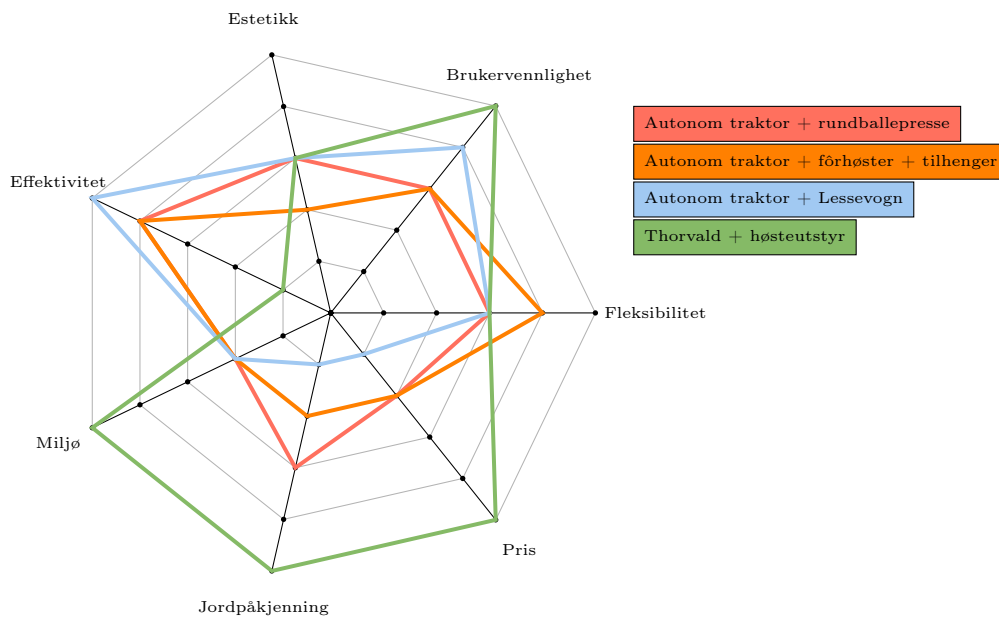 Estetikk
Brukervennlighet
Autonom traktor + rundballepresse
Autonom traktor + fôrhøster + tilhenger
Effektivitet
Autonom traktor + Lessevogn
Thorvald + høsteutstyr
Fleksibilitet
Miljø
Pris
Jordpåkjenning